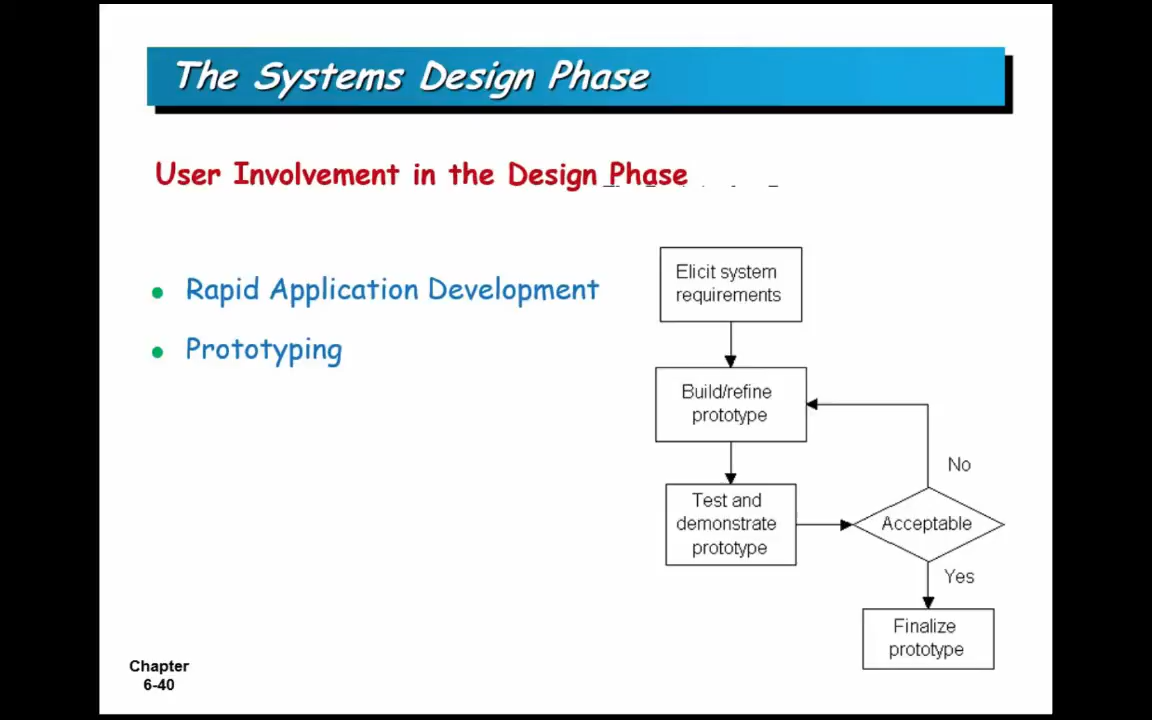 The Systems Design Phase
User Involvement in the Design Phase
Rapid Application Development
Prototyping
Elicit system
requirements
Build/refine
prototype
No
Test and
demonstrate
prototype
Acceptable
Yes
Finalize
prototype
Chapter
6-40